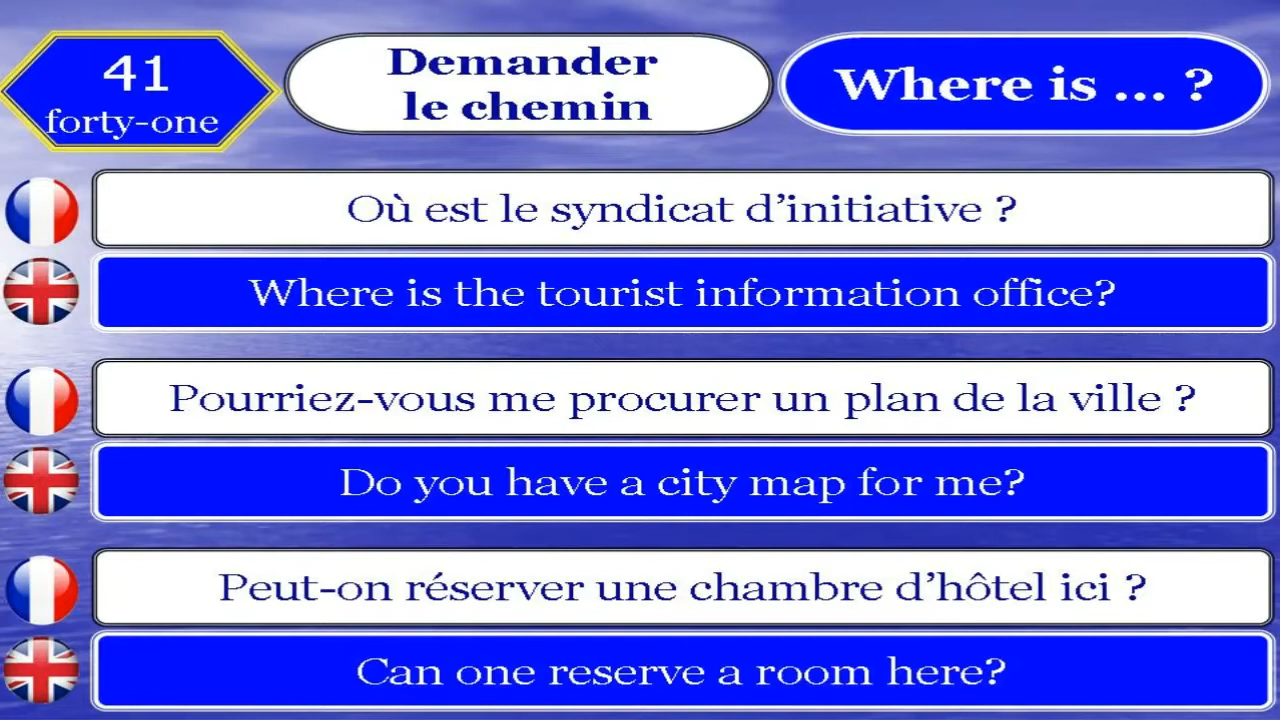 41
forty-one
Demander
le chemin
Where is ... ?
Où est le syndicat d’initiative ?
Where is the tourist information office?
Pourriez-vous me procurer un plan de la ville ?
Do you have a city map for me?
Peut-on réserver une chambre d’hôtel ici ?
Can one reserve a room here?